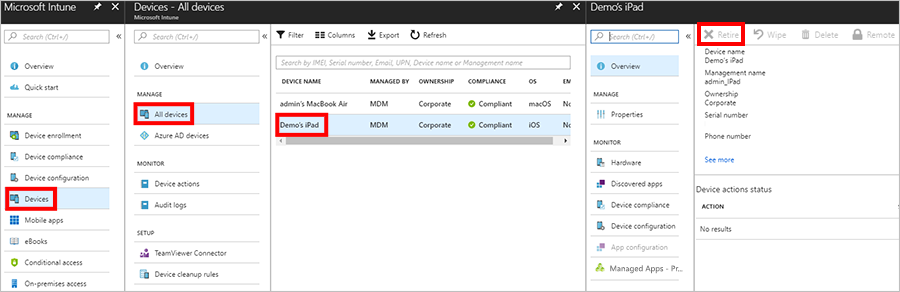 Microsoft Intune
Search (Ctrl+/)
Overview
Quick start
MANAGE
Device enrollment
Device compliance
Device configuration
Devices
Mobile apps
eBooks
Conditional access
On-premises access
Devices - All devices
Microsoft Intune
Search (Ctrl+/)
Overview
MANAGE
All devices
Azure AD devices
MONITOR
Device actions
Audit logs
SETUP
TeamViewer Connector
Device cleanup rules
Filter Columns Export Refresh
Search by IMEI, Serial number, Email, UPN, Device name or Management name
DEVICE NAME MANAGED BY OWNERSHIP COMPLIANCE OS EM
admin's MacBook Air MDM Corporate Compliant macOS No
Demo's iPad MDM Corporate Compliant iOS No
Demo's iPad
Search (Ctrl+/)
Overview
MANAGE
Properties
MONITOR
Hardware
Discovered apps
Device compliance
Device configuration
App configuration
Managed Apps - Pr...
Retire Wipe Delete Remote
Device name
Demo's iPad
Management name
admin_IPad
Ownership
Corporate
Serial number
Phone number
See more
Device actions status
ACTION
No results